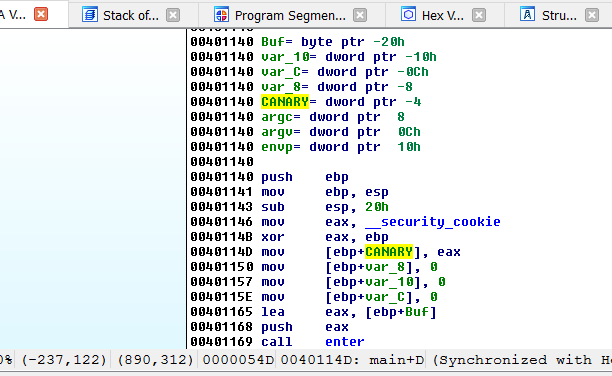 A V... Stack of... Program Segmen... Hex V... Stru...
00401140 Buf= byte ptr -20h
00401140 var_10= dword ptr -10h
00401140 var_C= dword ptr -0Ch
00401140 var_8= dword ptr -8
00401140 CANARY= dword ptr -4
00401140 argc= dword ptr  8
00401140 argv= dword ptr  0Ch
00401140 envp= dword ptr  10h
00401140
00401140 push    ebp
00401141 mov     ebp, esp
00401143 sub     esp, 20h
00401146 mov     eax, __security_cookie
0040114B xor     eax, ebp
0040114D mov     [ebp+CANARY], eax
00401150 mov     [ebp+var_8], 0
00401157 mov     [ebp+var_10], 0
0040115E mov     [ebp+var_C], 0
00401165 lea     eax, [ebp+Buf]
00401168 push    eax
00401169 call    enter
0% (-237,122) (890,312) 0000054D 0040114D: main+D (Synchronized with He